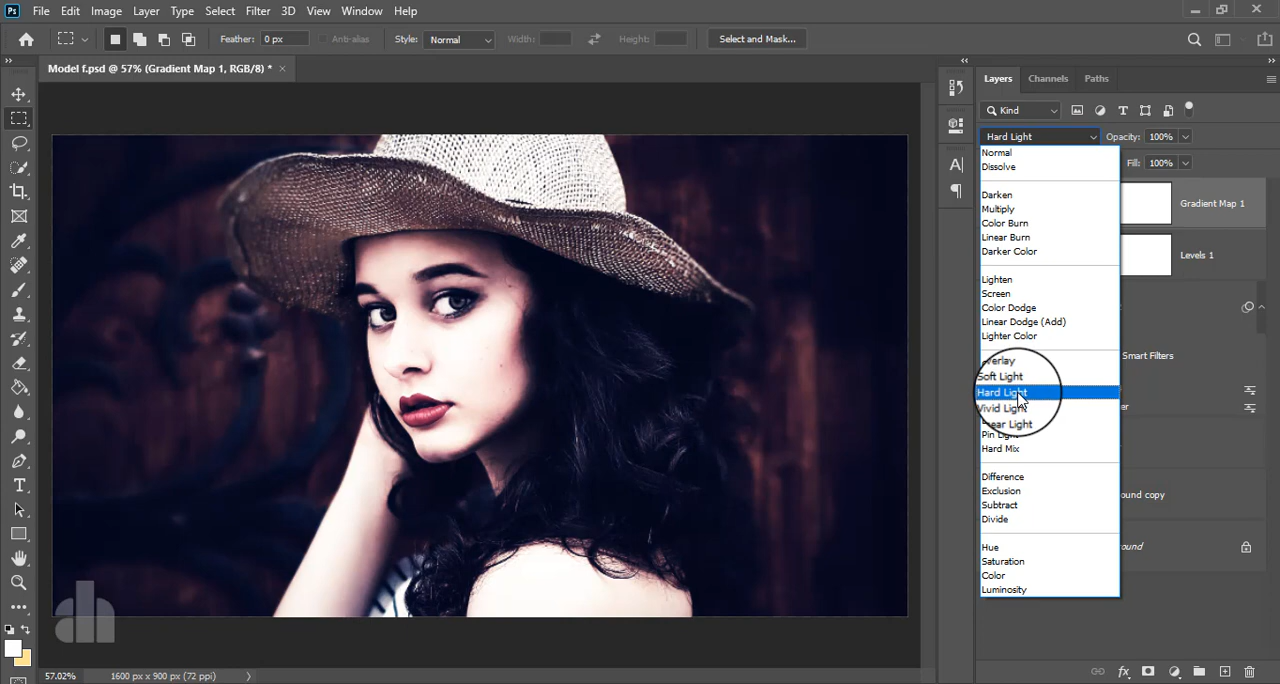 Ps File Edit Image Layer Type Select Filter 3D View Window Help
Feather: 0 px Anti-alias Style: Normal Width: Height: Select and Mask...
Model f.psd @ 57% (Gradient Map 1, RGB/8) * ×
Layers Channels Paths
Kind
Hard Light Opacity: 100%
Fill: 100%
Normal
Dissolve
Darken
Multiply
Color Burn
Linear Burn
Darker Color
Lighten
Screen
Color Dodge
Linear Dodge (Add)
Lighter Color
Soft Light
Hard Light
Vivid Light
Pin Light
Hard Mix
Difference
Exclusion
Subtract
Divide
Hue
Saturation
Color
Luminosity
Gradient Map 1
Levels 1
Smart Filters
er
ound copy
ound
ah
57.02% 1600 px x 900 px (72 ppi)